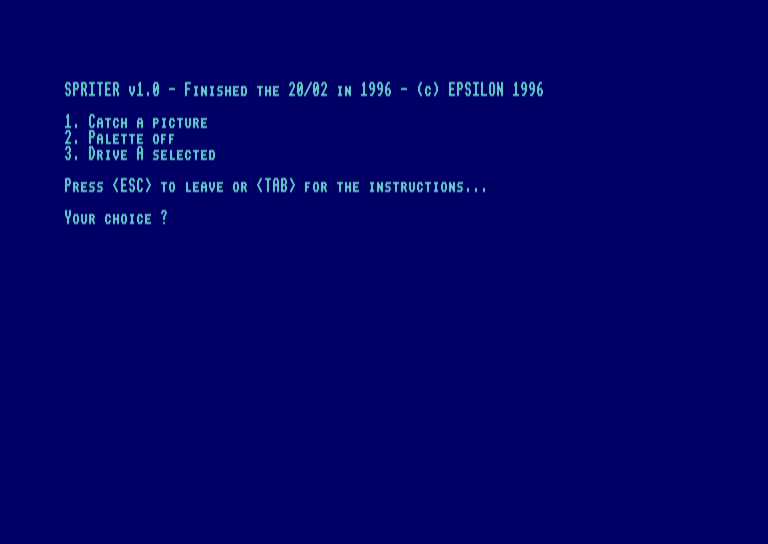 SPRITER v1.0 - Finished the 20/02 in 1996 - (c) EPSILON 1996
1. Catch a picture
2. Palette off
3. Drive A selected
Press <ESC> to leave or <TAB> for the instructions...
Your choice ?